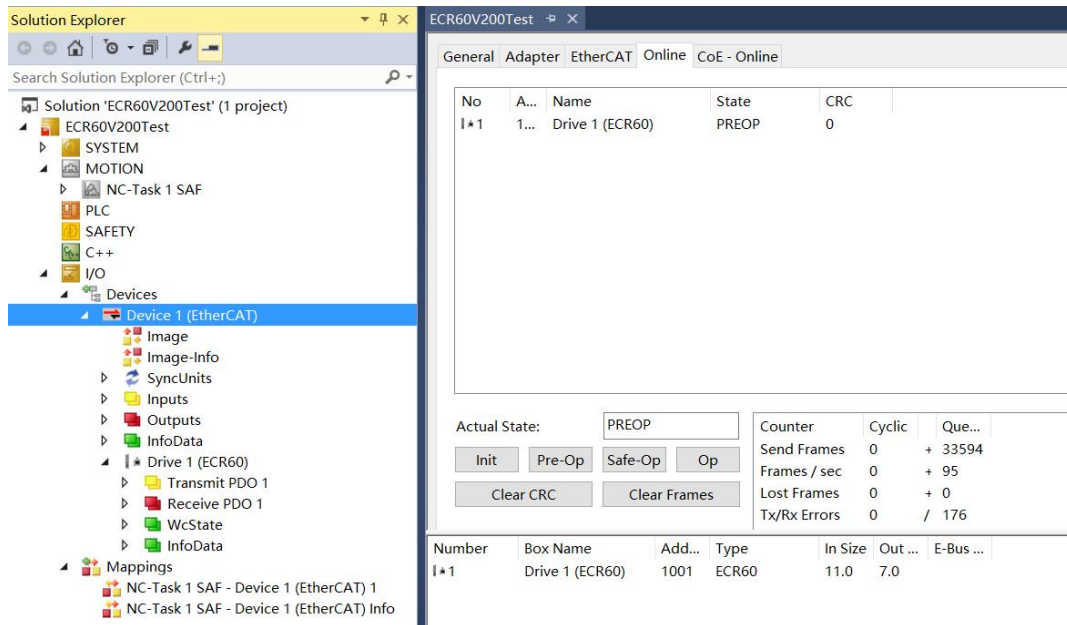 Solution Explorer
Search Solution Explorer (Ctrl+;)
Solution 'ECR60V200Test' (1 project)
ECR60V200Test
SYSTEM
MOTION
NC-Task 1 SAF
PLC
SAFETY
C++
I/O
Devices
Device 1 (EtherCAT)
Image
Image-Info
SyncUnits
Inputs
Outputs
InfoData
Drive 1 (ECR60)
Transmit PDO 1
Receive PDO 1
WcState
InfoData
Mappings
NC-Task 1 SAF - Device 1 (EtherCAT) 1
NC-Task 1 SAF - Device 1 (EtherCAT) Info
ECR60V200Test
General Adapter EtherCAT Online CoE - Online
No A... Name State CRC
1 1... Drive 1 (ECR60) PREOP 0
Actual State: PREOP
Init Pre-Op Safe-Op Op
Clear CRC Clear Frames
Counter Cyclic Que...
Send Frames 0 + 33594
Frames / sec 0 + 95
Lost Frames 0 + 0
Tx/Rx Errors 0 / 176
Number Box Name Add... Type In Size Out ... E-Bus ...
1 Drive 1 (ECR60) 1001 ECR60 11.0 7.0